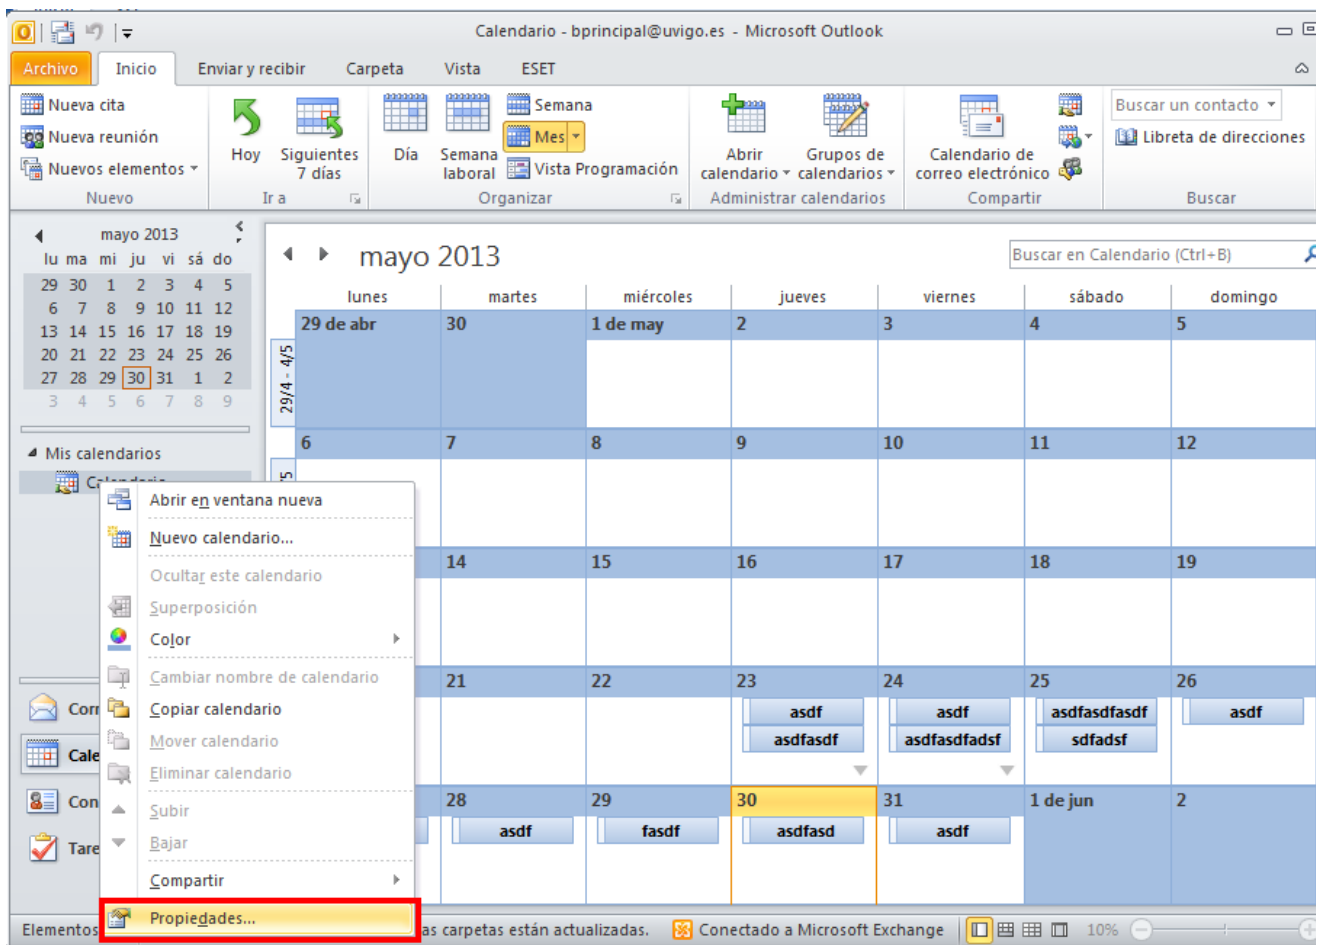 Calendario - bprincipal@uvigo.es - Microsoft Outlook
Archivo Inicio Enviar y recibir Carpeta Vista ESET
Nueva cita
Nueva reunión
Nuevos elementos
Nuevo
Hoy
Siguientes
7 días
Ir a
Día
Semana
laboral
Semana
Mes
Vista Programación
Organizar
Abrir
calendario
Grupos de
calendarios
Administrar calendarios
Calendario de
correo electrónico
Compartir
Buscar un contacto
Libreta de direcciones
Buscar
mayo 2013
lu ma mi ju vi sá do
29 30 1 2 3 4 5
6 7 8 9 10 11 12
13 14 15 16 17 18 19
20 21 22 23 24 25 26
27 28 29 30 31 1 2
3 4 5 6 7 8 9
Mis calendarios
Calendario
Abrir en ventana nueva
Nuevo calendario...
Ocultar este calendario
Superposición
Color
Cambiar nombre de calendario
Copiar calendario
Mover calendario
Eliminar calendario
Subir
Bajar
Compartir
Propiedades...
Corr
Cale
Con
Tare
mayo 2013
Buscar en Calendario (Ctrl+B)
lunes martes miércoles jueves viernes sábado domingo
29/4 - 4/5
29 de abr 30 1 de may 2 3 4 5
6 7 8 9 10 11 12
14 15 16 17 18 19
21 22 23 24 25 26
asdf asdf asdfasdfasdf asdf
asdfasdf asdfasdfadsf sdfadsf
28 29 30 31 1 de jun 2
asdf fasdf asdfasd asdf
Elementos as carpetas están actualizadas. Conectado a Microsoft Exchange 10%